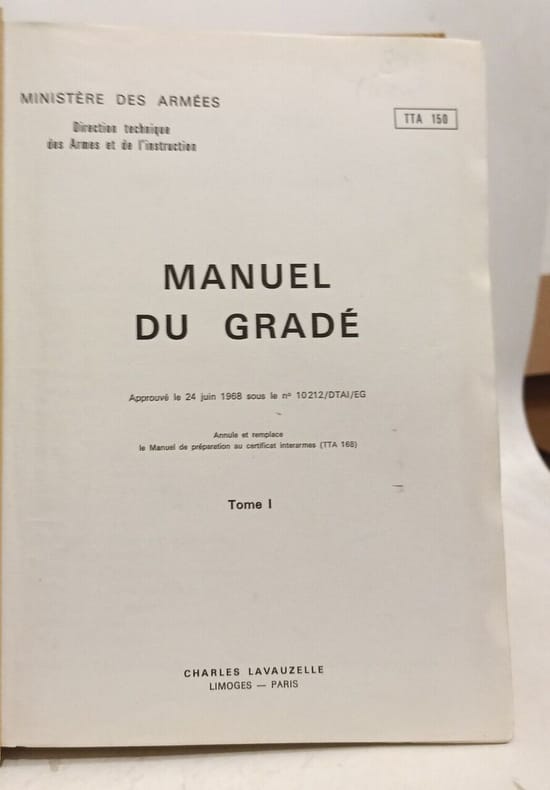 MINISTÈRE DES ARMÉES
TTA 150
Direction technique
des Armes et de l'instruction
MANUEL
DU GRADÉ
Approuvé le 24 juin 1968 sous le nº 10212/DTAI/EG
Annule et remplace
le Manuel de préparation au certificat interarmes (TTA 168)
Tome I
CHARLES LAVAUZELLE
LIMOGES — PARIS